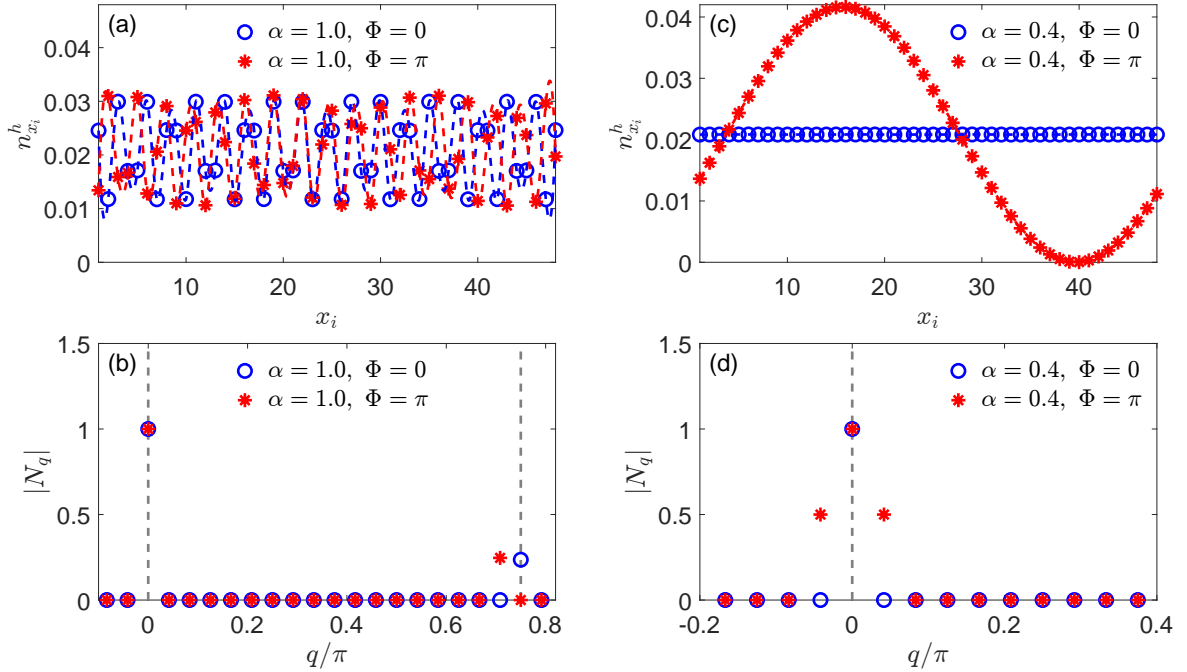 (a)
α = 1.0, Φ = 0
α = 1.0, Φ = π
0.04
0.03
0.02
0.01
0
n^h_{x_i}
10 20 30 40
x_i
(c)
α = 0.4, Φ = 0
α = 0.4, Φ = π
0.04
0.03
0.02
0.01
0
n^h_{x_i}
10 20 30 40
x_i
(b)
α = 1.0, Φ = 0
α = 1.0, Φ = π
1.5
1
0.5
0
|N_q|
0 0.2 0.4 0.6 0.8
q/π
(d)
α = 0.4, Φ = 0
α = 0.4, Φ = π
1.5
1
0.5
0
|N_q|
-0.2 0 0.2 0.4
q/π